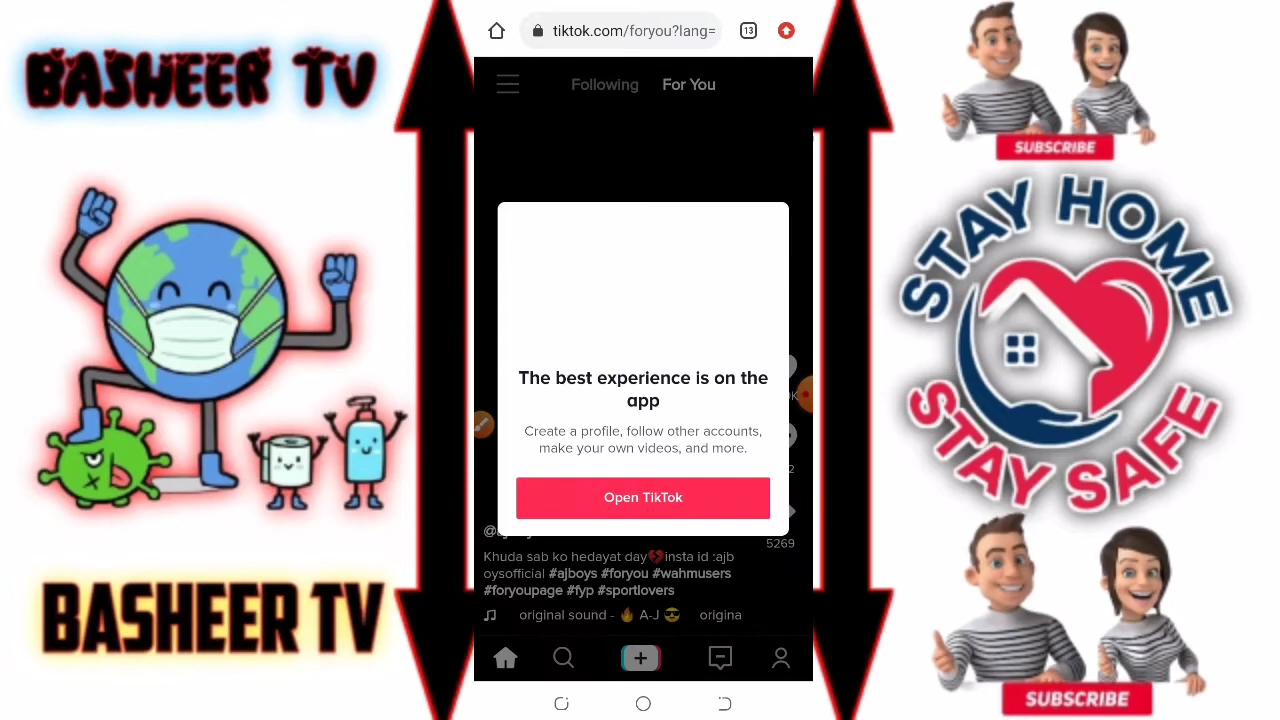 BASHEER TV
BASHEER TV
13
tiktok.com/foryou?lang=
Following For You
The best experience is on the
app
Create a profile, follow other accounts,
make your own videos, and more.
Open TikTok
5269
Khuda sab ko hedayat day💔insta id :ajb
oysofficial #ajboys #foryou #wahmusers
#foryoupage #fyp #sportlovers
original sound - 🔥 A-J 😎 origina
SUBSCRIBE
STAY HOME
STAY SAFE
SUBSCRIBE